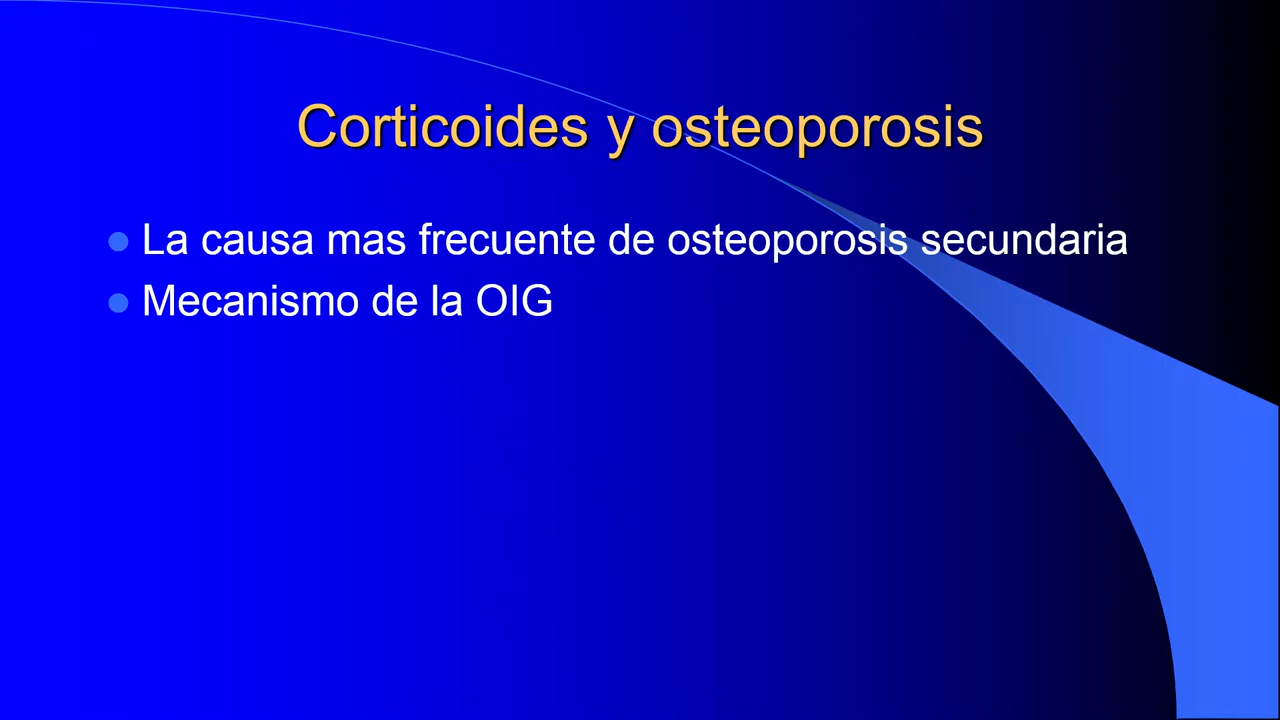 Corticoides y osteoporosis
La causa mas frecuente de osteoporosis secundaria
Mecanismo de la OIG